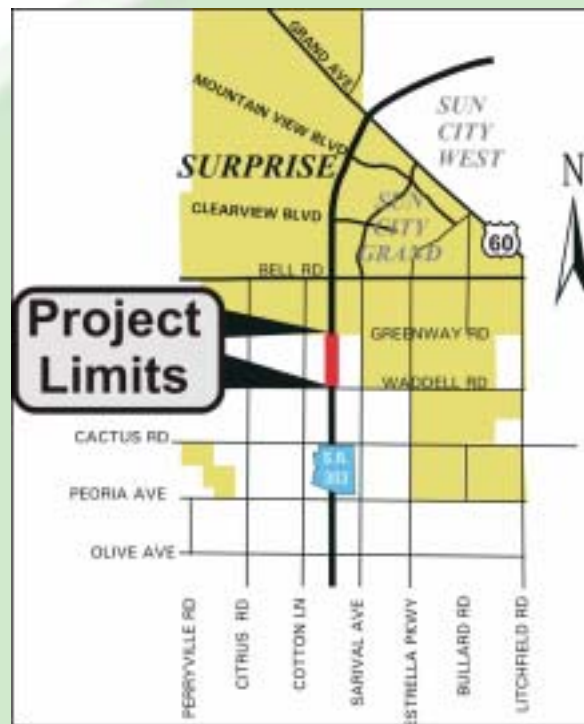 GRAND AVE
MOUNTAIN VIEW BLVD
SUN
CITY
WEST
SURPRISE
N
CLEARVIEW BLVD
SUN
CITY
GRAND
60
BELL RD
Project
Limits
GREENWAY RD
WADDELL RD
CACTUS RD
S.R.
303
PEORIA AVE
OLIVE AVE
PERRYVILLE RD
CITRUS RD
COTTON LN
SARIVAL AVE
ESTRELLA PKWY
BULLARD RD
LITCHFIELD RD